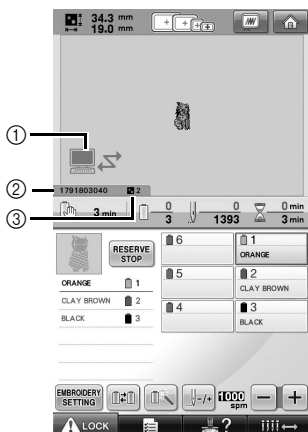 34.3 mm
19.0 mm
①
② 1791803040 2
③
3 min 0 3 0 1393 0 min 3 min
RESERVE STOP
ORANGE 1
CLAY BROWN 2
BLACK 3
6 1 ORANGE
5 2 CLAY BROWN
4 3 BLACK
EMBROIDERY SETTING -/+ 1000 spm - +
LOCK ?